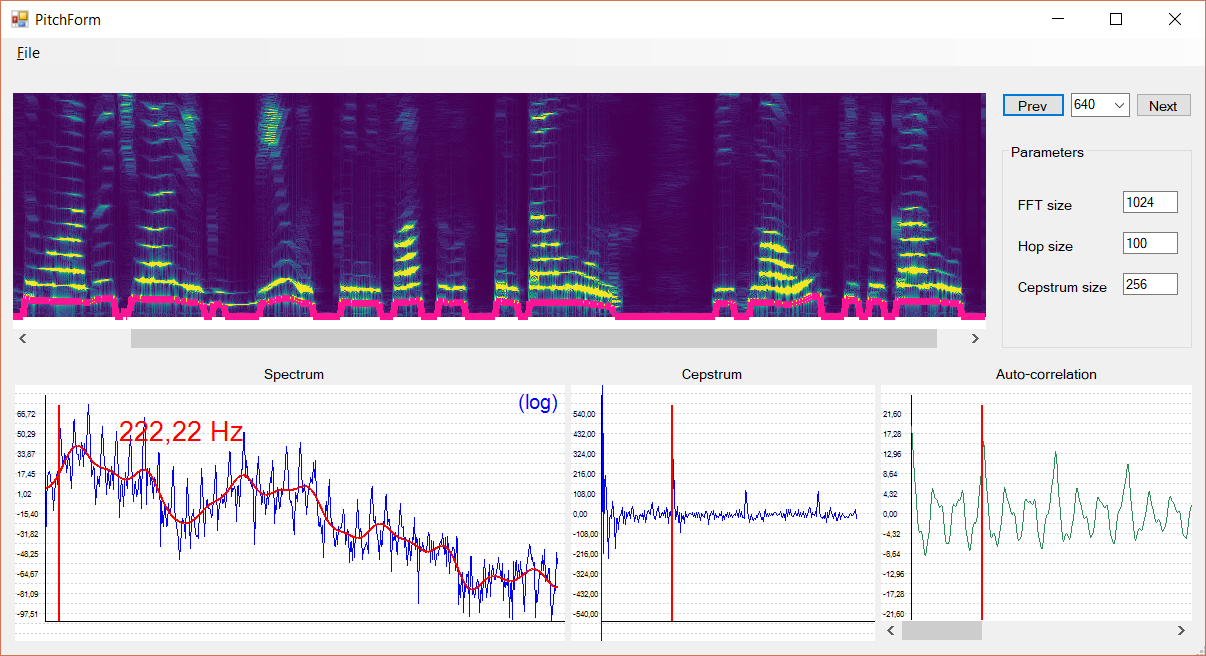 PitchForm
File
Prev 640 Next
Parameters
FFT size 1024
Hop size 100
Cepstrum size 256
Spectrum
(log)
222,22 Hz
66,72
50,29
33,87
17,45
1,02
-15,40
-31,82
-48,25
-64,67
-81,09
-97,51
Cepstrum
540,00
432,00
324,00
216,00
108,00
0,00
-108,00
-216,00
-324,00
-432,00
-540,00
Auto-correlation
21,60
17,28
12,96
8,64
4,32
0,00
-4,32
-8,64
-12,96
-17,28
-21,60